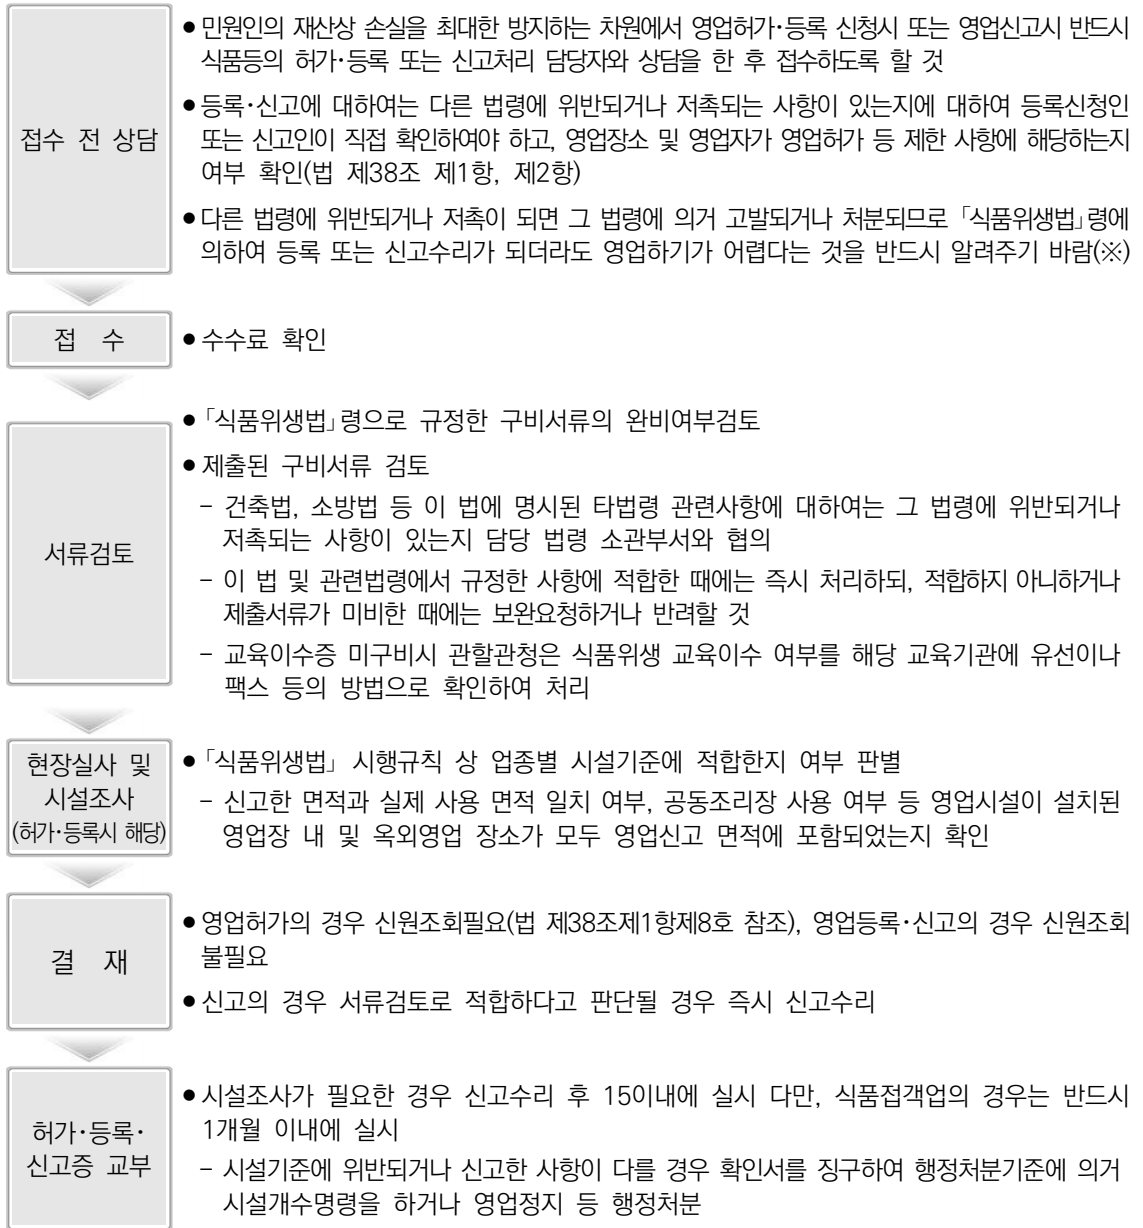 접수 전 상담
● 민원인의 재산상 손실을 최대한 방지하는 차원에서 영업허가·등록 신청시 또는 영업신고시 반드시
식품등의 허가·등록 또는 신고처리 담당자와 상담을 한 후 접수하도록 할 것
● 등록·신고에 대하여는 다른 법령에 위반되거나 저촉되는 사항이 있는지에 대하여 등록신청인
또는 신고인이 직접 확인하여야 하고, 영업장소 및 영업자가 영업허가 등 제한 사항에 해당하는지
여부 확인(법 제38조 제1항, 제2항)
● 다른 법령에 위반되거나 저촉이 되면 그 법령에 의거 고발되거나 처분되므로 「식품위생법」령에
의하여 등록 또는 신고수리가 되더라도 영업하기가 어렵다는 것을 반드시 알려주기 바람(※)
접 수
● 수수료 확인
서류검토
● 「식품위생법」령으로 규정한 구비서류의 완비여부검토
● 제출된 구비서류 검토
- 건축법, 소방법 등 이 법에 명시된 타법령 관련사항에 대하여는 그 법령에 위반되거나
저촉되는 사항이 있는지 담당 법령 소관부서와 협의
- 이 법 및 관련법령에서 규정한 사항에 적합한 때에는 즉시 처리하되, 적합하지 아니하거나
제출서류가 미비한 때에는 보완요청하거나 반려할 것
- 교육이수증 미구비시 관할관청은 식품위생 교육이수 여부를 해당 교육기관에 유선이나
팩스 등의 방법으로 확인하여 처리
현장실사 및
시설조사
(허가·등록시 해당)
● 「식품위생법」 시행규칙 상 업종별 시설기준에 적합한지 여부 판별
- 신고한 면적과 실제 사용 면적 일치 여부, 공동조리장 사용 여부 등 영업시설이 설치된
영업장 내 및 옥외영업 장소가 모두 영업신고 면적에 포함되었는지 확인
결 재
● 영업허가의 경우 신원조회필요(법 제38조제1항제8호 참조), 영업등록·신고의 경우 신원조회
불필요
● 신고의 경우 서류검토로 적합하다고 판단될 경우 즉시 신고수리
허가·등록·
신고증 교부
● 시설조사가 필요한 경우 신고수리 후 15이내에 실시 다만, 식품접객업의 경우는 반드시
1개월 이내에 실시
- 시설기준에 위반되거나 신고한 사항이 다를 경우 확인서를 징구하여 행정처분기준에 의거
시설개수명령을 하거나 영업정지 등 행정처분